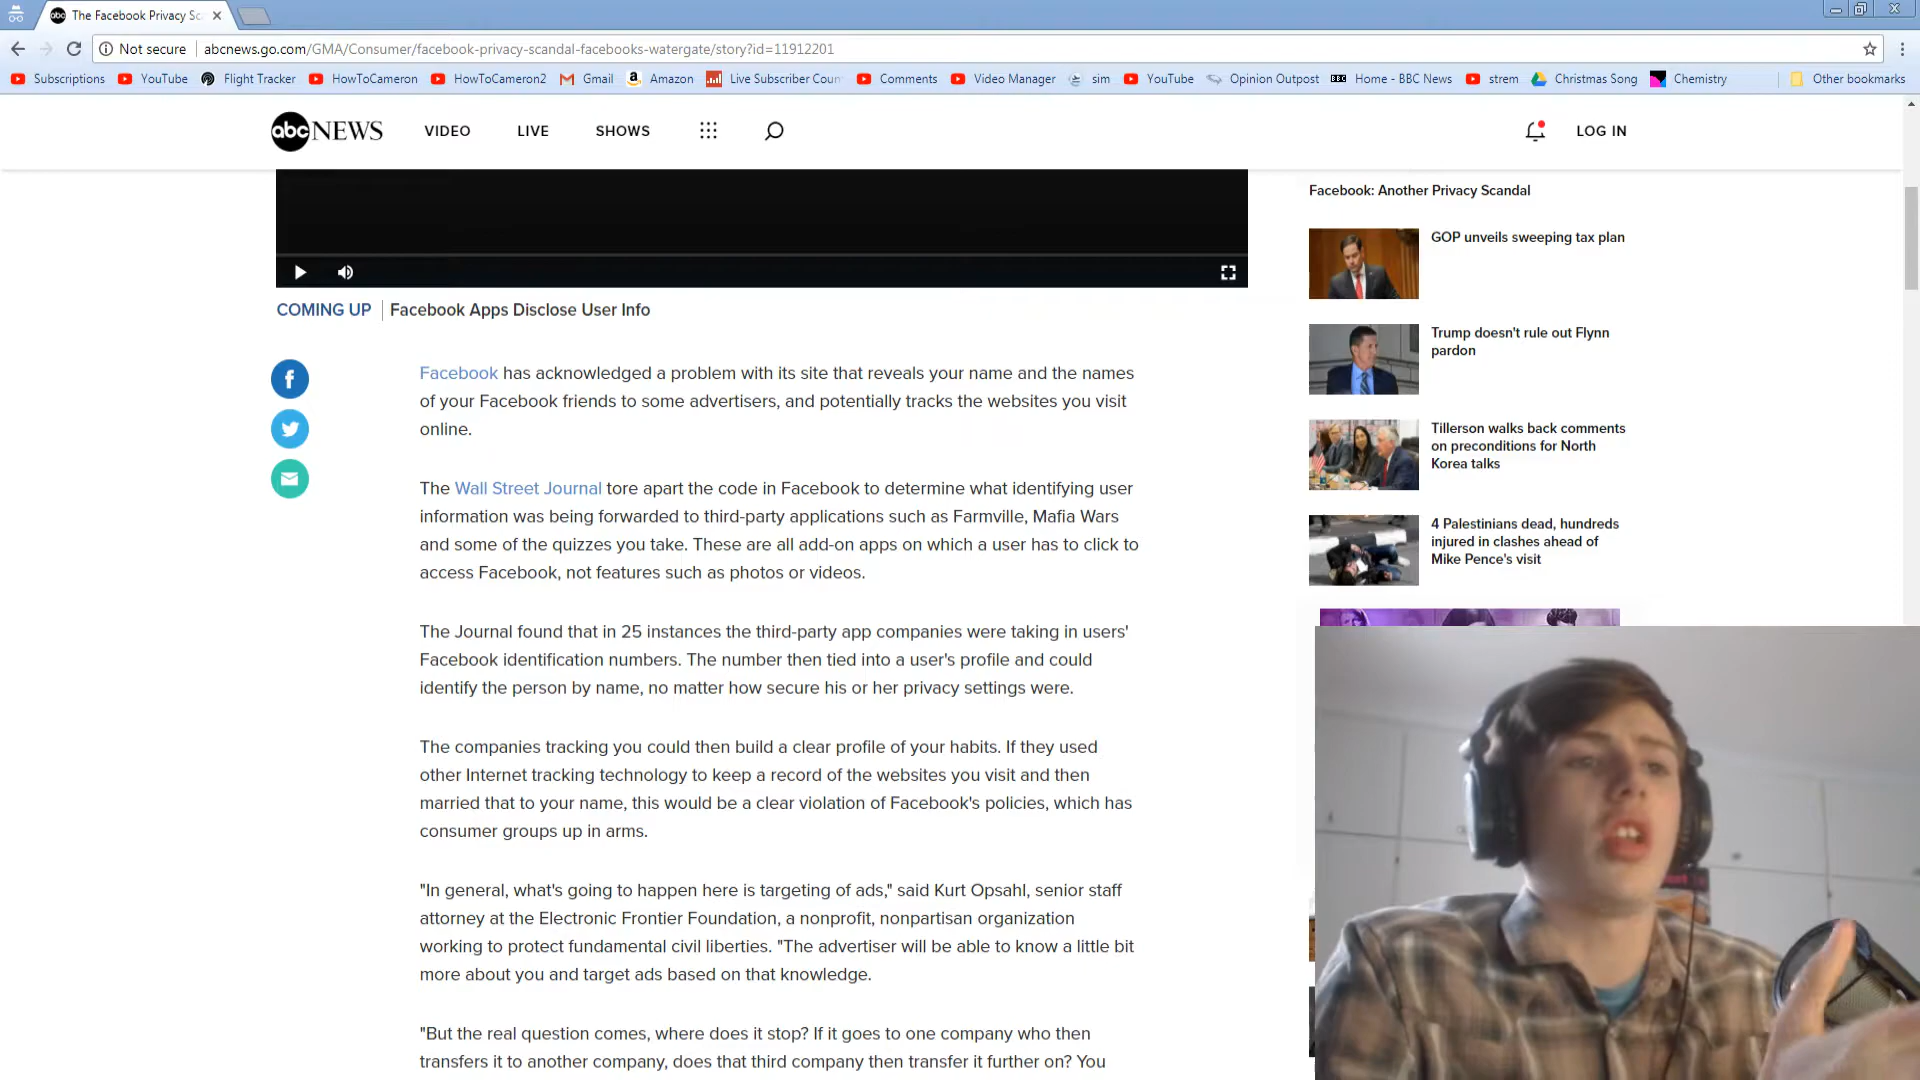 The Facebook Privacy Sc
Not secure
abcnews.go.com/GMA/Consumer/facebook-privacy-scandal-facebooks-watergate/story?id=11912201
Subscriptions YouTube Flight Tracker HowToCameron HowToCameron2 Gmail Amazon Live Subscriber Coun Comments Video Manager sim YouTube Opinion Outpost BBC Home - BBC News strem Christmas Song Chemistry Other bookmarks
abc NEWS VIDEO LIVE SHOWS LOG IN
COMING UP Facebook Apps Disclose User Info
Facebook has acknowledged a problem with its site that reveals your name and the names
of your Facebook friends to some advertisers, and potentially tracks the websites you visit
online.
The Wall Street Journal tore apart the code in Facebook to determine what identifying user
information was being forwarded to third-party applications such as Farmville, Mafia Wars
and some of the quizzes you take. These are all add-on apps on which a user has to click to
access Facebook, not features such as photos or videos.
The Journal found that in 25 instances the third-party app companies were taking in users'
Facebook identification numbers. The number then tied into a user's profile and could
identify the person by name, no matter how secure his or her privacy settings were.
The companies tracking you could then build a clear profile of your habits. If they used
other Internet tracking technology to keep a record of the websites you visit and then
married that to your name, this would be a clear violation of Facebook's policies, which has
consumer groups up in arms.
"In general, what's going to happen here is targeting of ads," said Kurt Opsahl, senior staff
attorney at the Electronic Frontier Foundation, a nonprofit, nonpartisan organization
working to protect fundamental civil liberties. "The advertiser will be able to know a little bit
more about you and target ads based on that knowledge.
"But the real question comes, where does it stop? If it goes to one company who then
transfers it to another company, does that third company then transfer it further on? You
Facebook: Another Privacy Scandal
GOP unveils sweeping tax plan
Trump doesn't rule out Flynn
pardon
Tillerson walks back comments
on preconditions for North
Korea talks
4 Palestinians dead, hundreds
injured in clashes ahead of
Mike Pence's visit